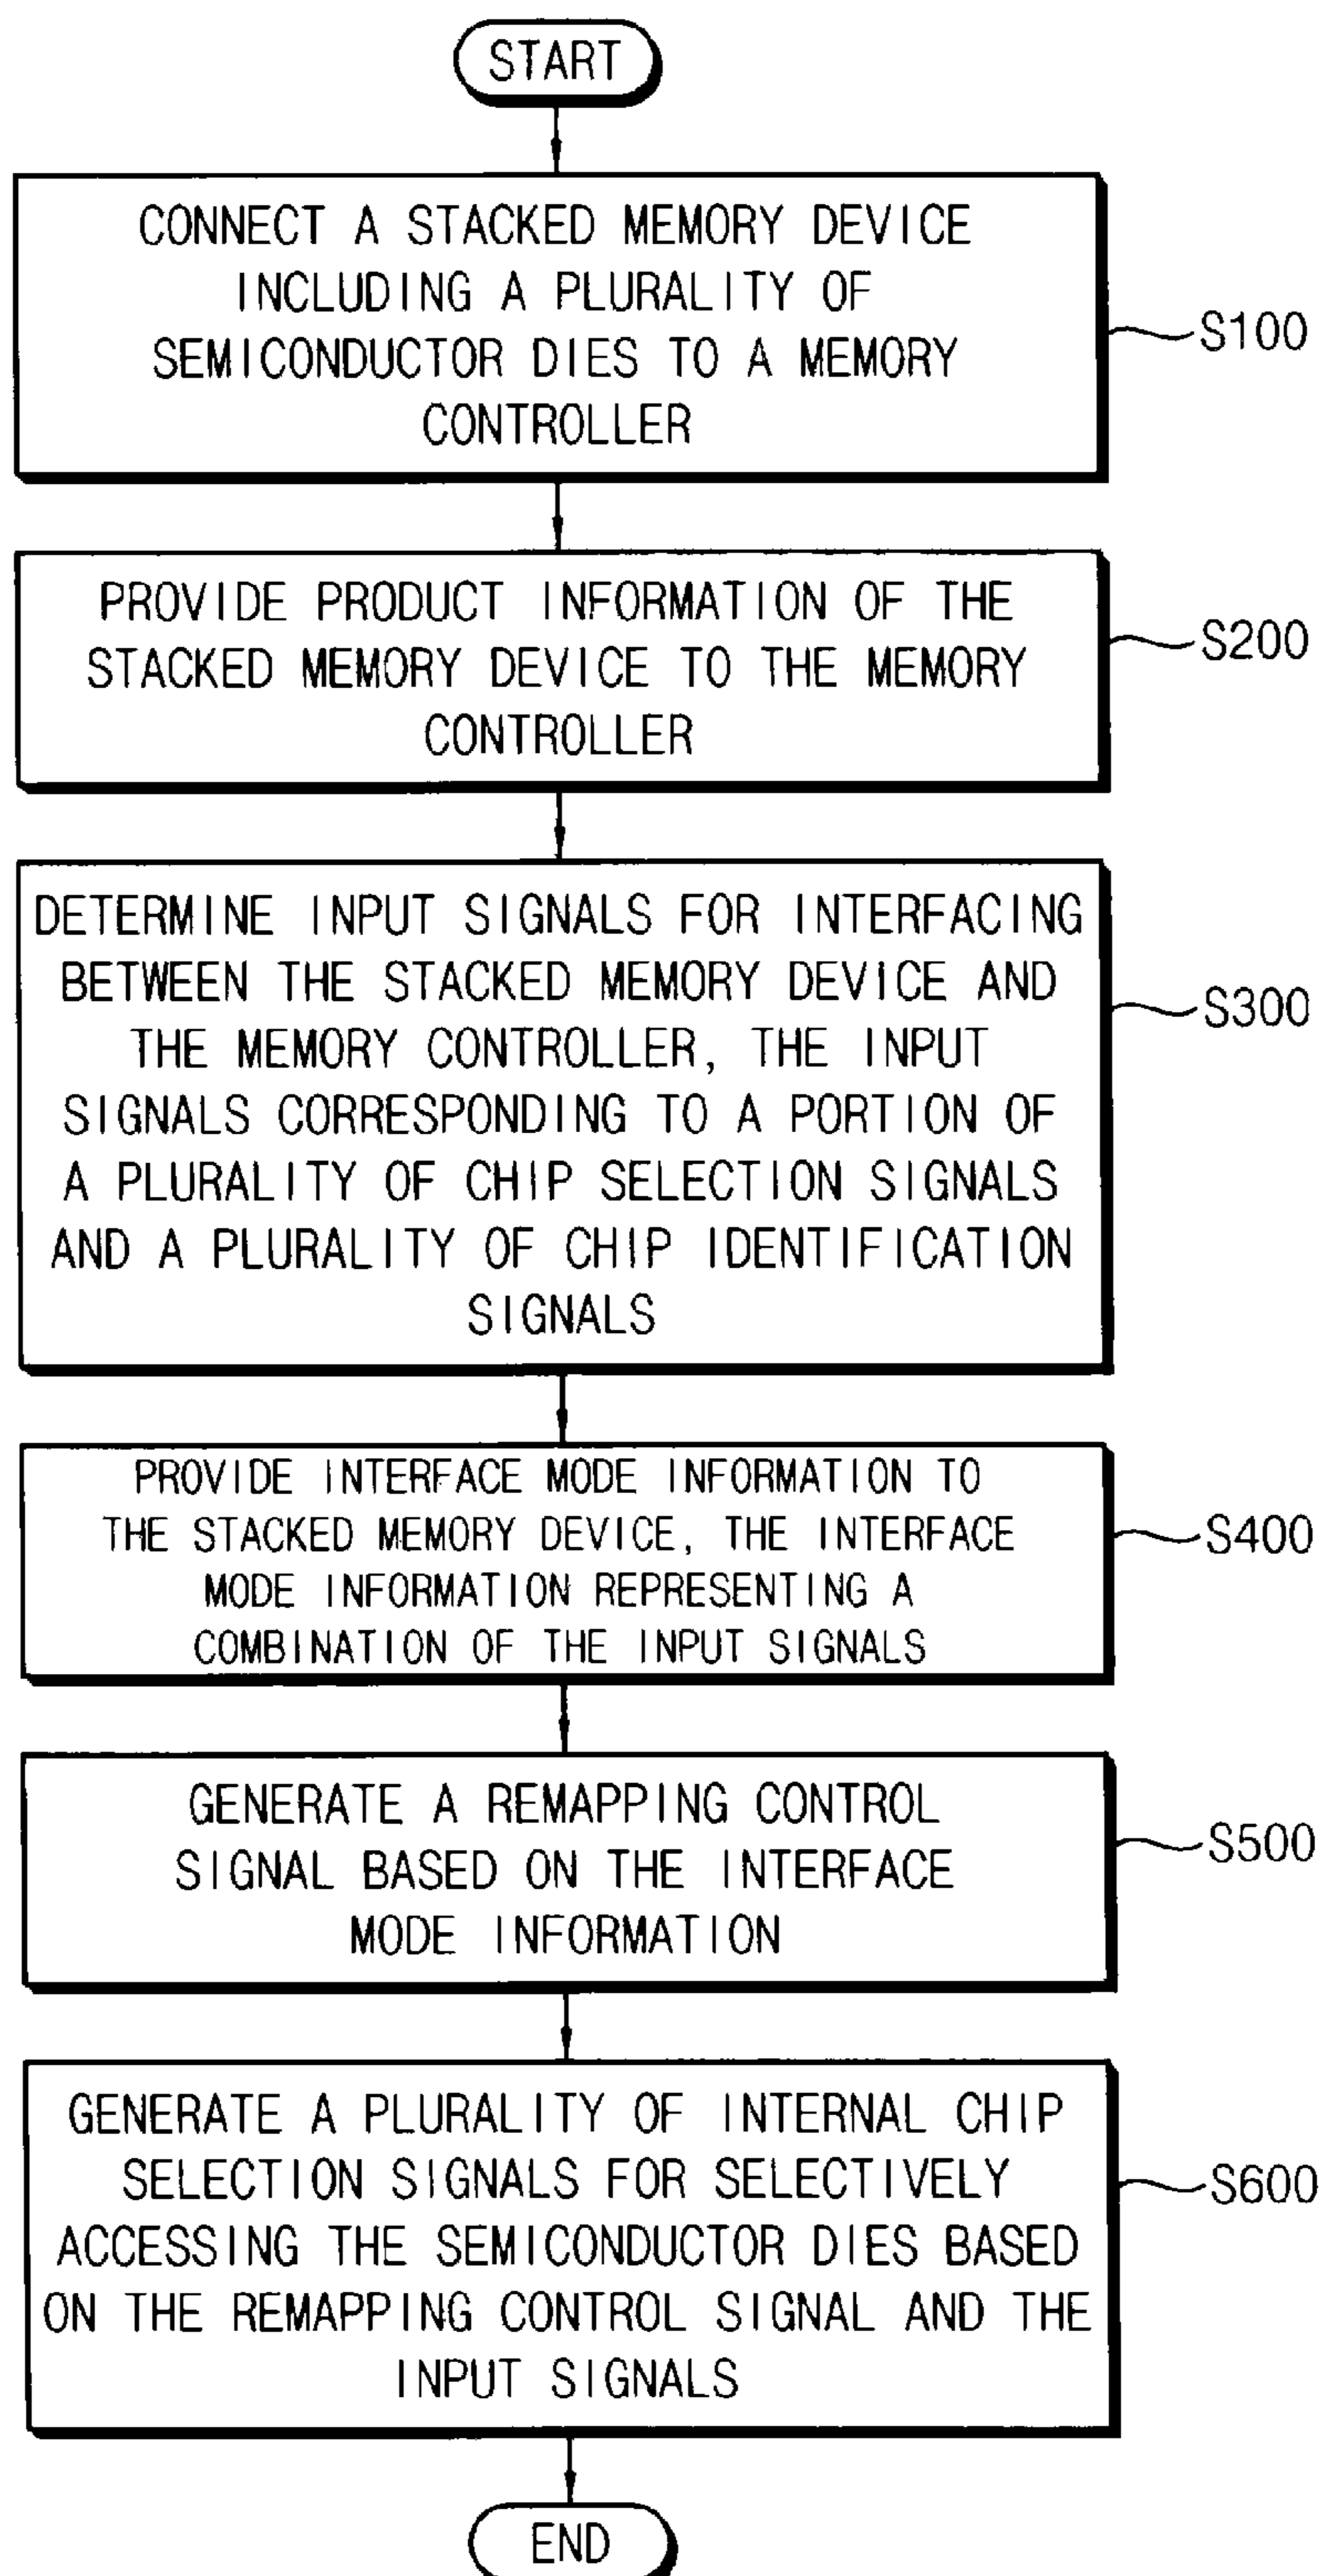 START
CONNECT A STACKED MEMORY DEVICE
INCLUDING A PLURALITY OF
SEMICONDUCTOR DIES TO A MEMORY
CONTROLLER
S100
PROVIDE PRODUCT INFORMATION OF THE
STACKED MEMORY DEVICE TO THE MEMORY
CONTROLLER
S200
DETERMINE INPUT SIGNALS FOR INTERFACING
BETWEEN THE STACKED MEMORY DEVICE AND
THE MEMORY CONTROLLER, THE INPUT
SIGNALS CORRESPONDING TO A PORTION OF
A PLURALITY OF CHIP SELECTION SIGNALS
AND A PLURALITY OF CHIP IDENTIFICATION
SIGNALS
S300
PROVIDE INTERFACE MODE INFORMATION TO
THE STACKED MEMORY DEVICE, THE INTERFACE
MODE INFORMATION REPRESENTING A
COMBINATION OF THE INPUT SIGNALS
S400
GENERATE A REMAPPING CONTROL
SIGNAL BASED ON THE INTERFACE
MODE INFORMATION
S500
GENERATE A PLURALITY OF INTERNAL CHIP
SELECTION SIGNALS FOR SELECTIVELY
ACCESSING THE SEMICONDUCTOR DIES BASED
ON THE REMAPPING CONTROL SIGNAL AND THE
INPUT SIGNALS
S600
END